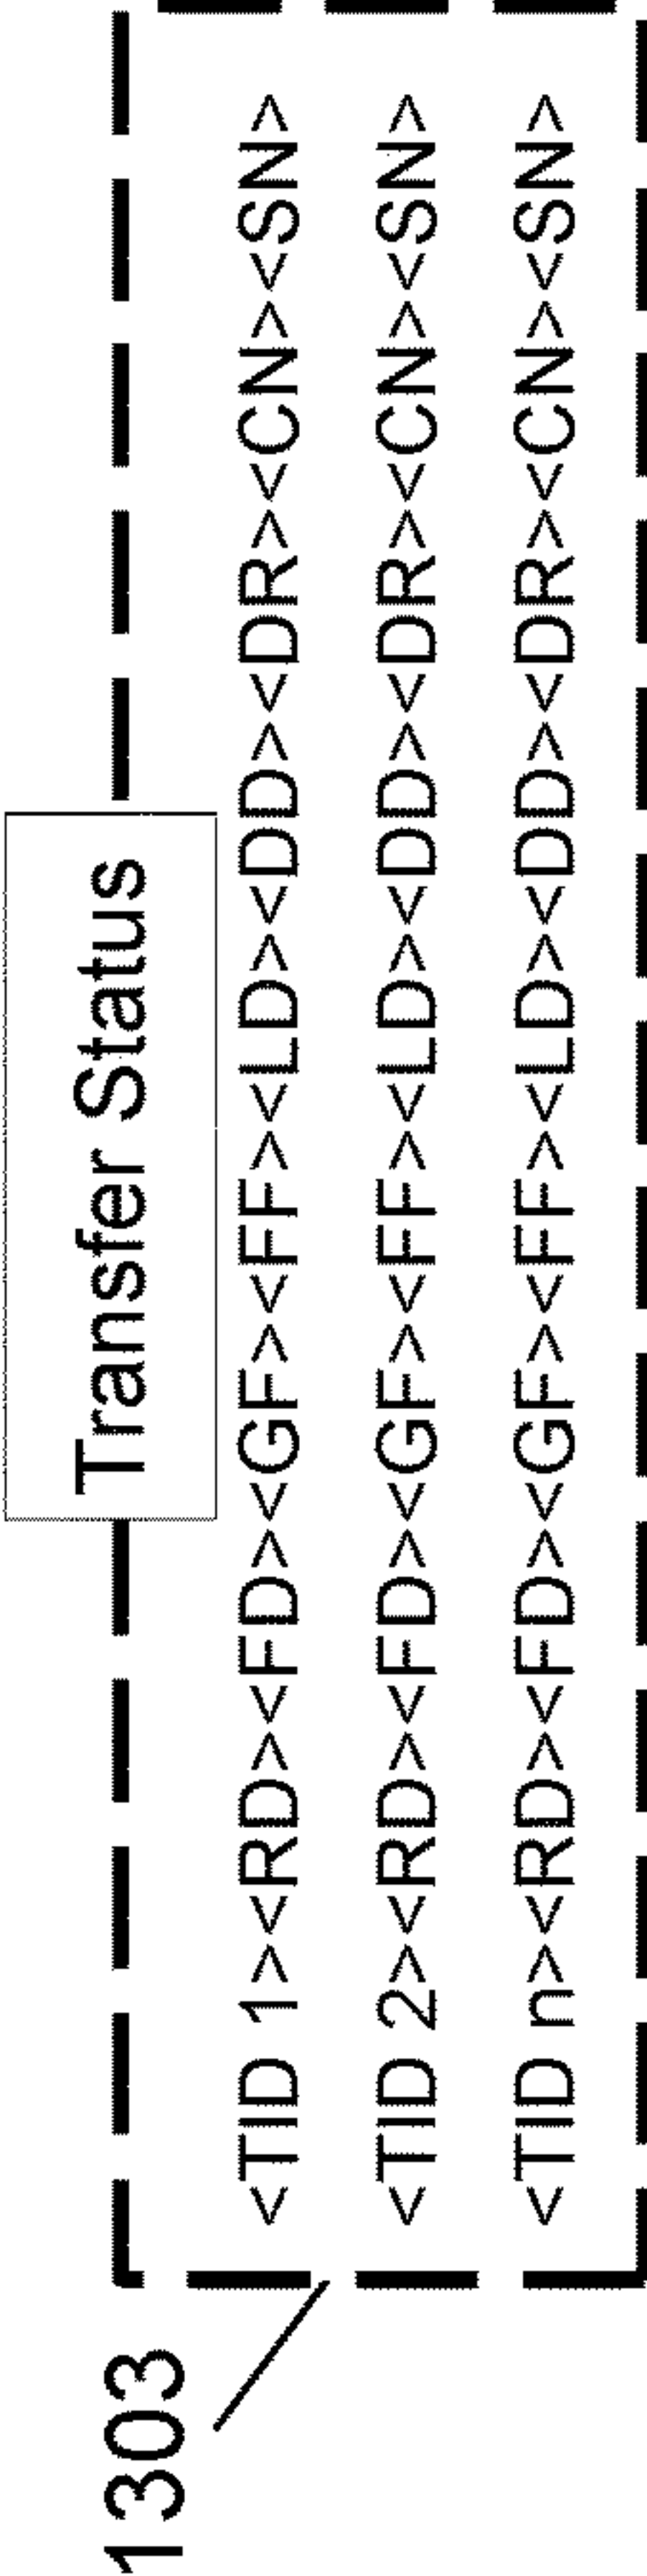 1303
Transfer Status
<TID 1><RD><FD><GF><FF><LD><DD><DR><CN><SN>
<TID 2><RD><FD><GF><FF><LD><DD><DR><CN><SN>
<TID n><RD><FD><GF><FF><LD><DD><DR><CN><SN>